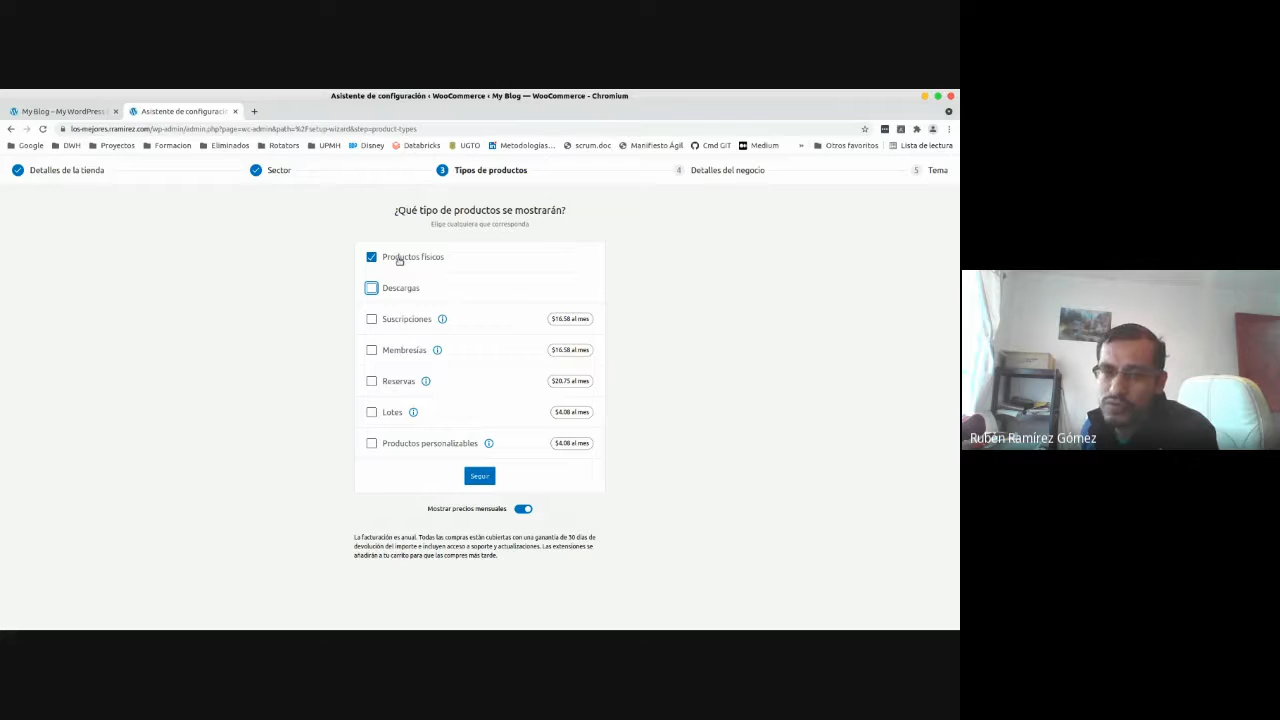 Asistente de configuración ‹ WooCommerce ‹ My Blog — WooCommerce - Chromium
My Blog – My WordPress
Asistente de configuraci
los-mejores.rramirez.com/wp-admin/admin.php?page=wc-admin&path=%2Fsetup-wizard&step=product-types
Google DWH Proyectos Formacion Eliminados Rotators UPMH Disney Databricks UGTO Metodologías... scrum.doc Manifiesto Ágil Cmd GIT Medium » Otros favoritos Lista de lectura
Detalles de la tienda Sector 3 Tipos de productos 4 Detalles del negocio 5 Tema
¿Qué tipo de productos se mostrarán?
Elige cualquiera que corresponda
Productos físicos
Descargas
Suscripciones $16.58 al mes
Membresías $16.58 al mes
Reservas $20.75 al mes
Lotes $4.08 al mes
Productos personalizables $4.08 al mes
Seguir
Mostrar precios mensuales
La facturación es anual. Todas las compras están cubiertas con una garantía de 30 días de
devolución del importe e incluyen acceso a soporte y actualizaciones. Las extensiones se
añadirán a tu carrito para que las compres más tarde.
Rubén Ramírez Gómez